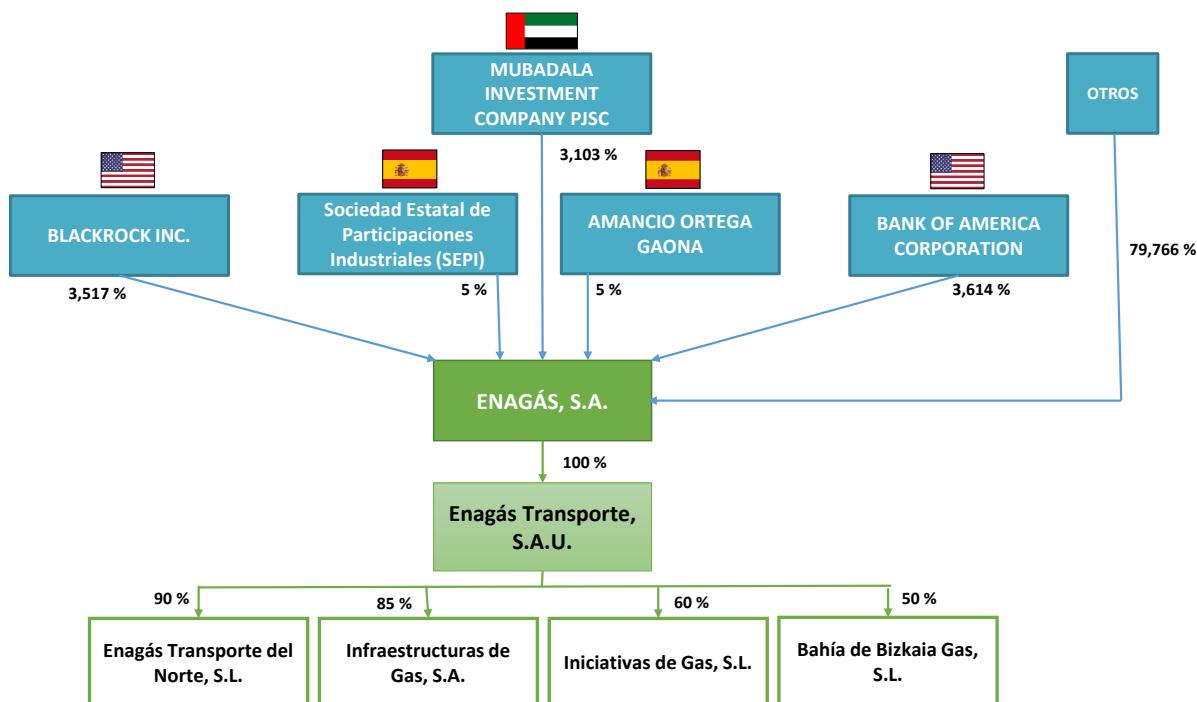 MUBADALA
INVESTMENT
COMPANY PJSC
OTROS
3,103 %
BLACKROCK INC.
Sociedad Estatal de
Participaciones
Industriales (SEPI)
AMANCIO ORTEGA
GAONA
BANK OF AMERICA
CORPORATION
79,766 %
3,517 %
5 %
5 %
3,614 %
ENAGÁS, S.A.
100 %
Enagás Transporte,
S.A.U.
90 %
85 %
60 %
50 %
Enagás Transporte del
Norte, S.L.
Infraestructuras de
Gas, S.A.
Iniciativas de Gas, S.L.
Bahía de Bizkaia Gas,
S.L.